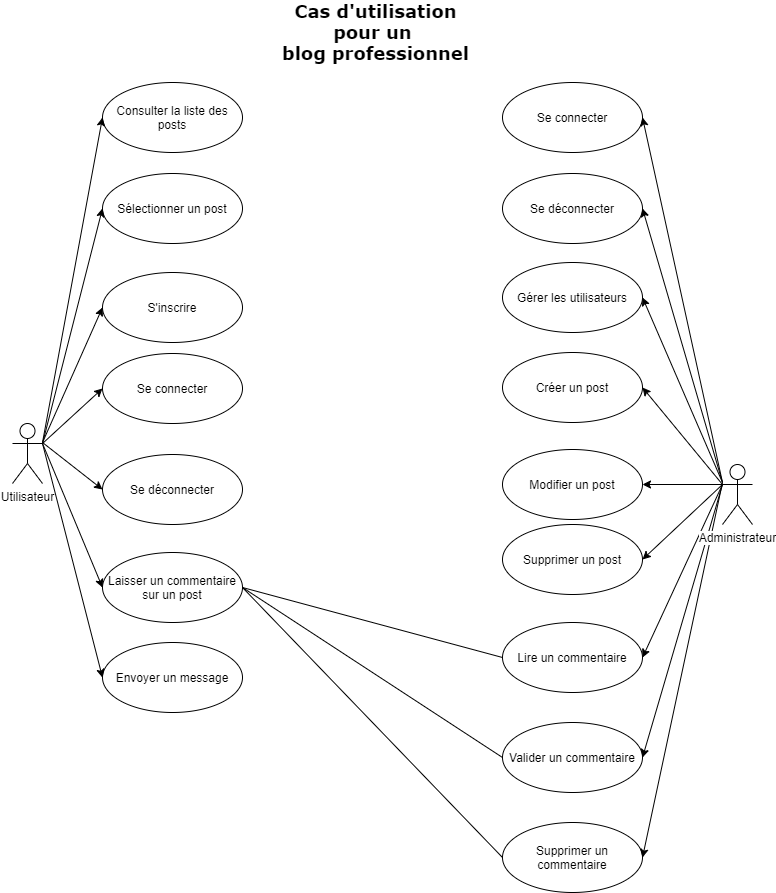 Cas d'utilisation
pour un
blog professionnel
Consulter la liste des
posts
Sélectionner un post
S'inscrire
Se connecter
Se déconnecter
Laisser un commentaire
sur un post
Envoyer un message
Utilisateur
Se connecter
Se déconnecter
Gérer les utilisateurs
Créer un post
Modifier un post
Supprimer un post
Lire un commentaire
Valider un commentaire
Supprimer un
commentaire
Administrateur